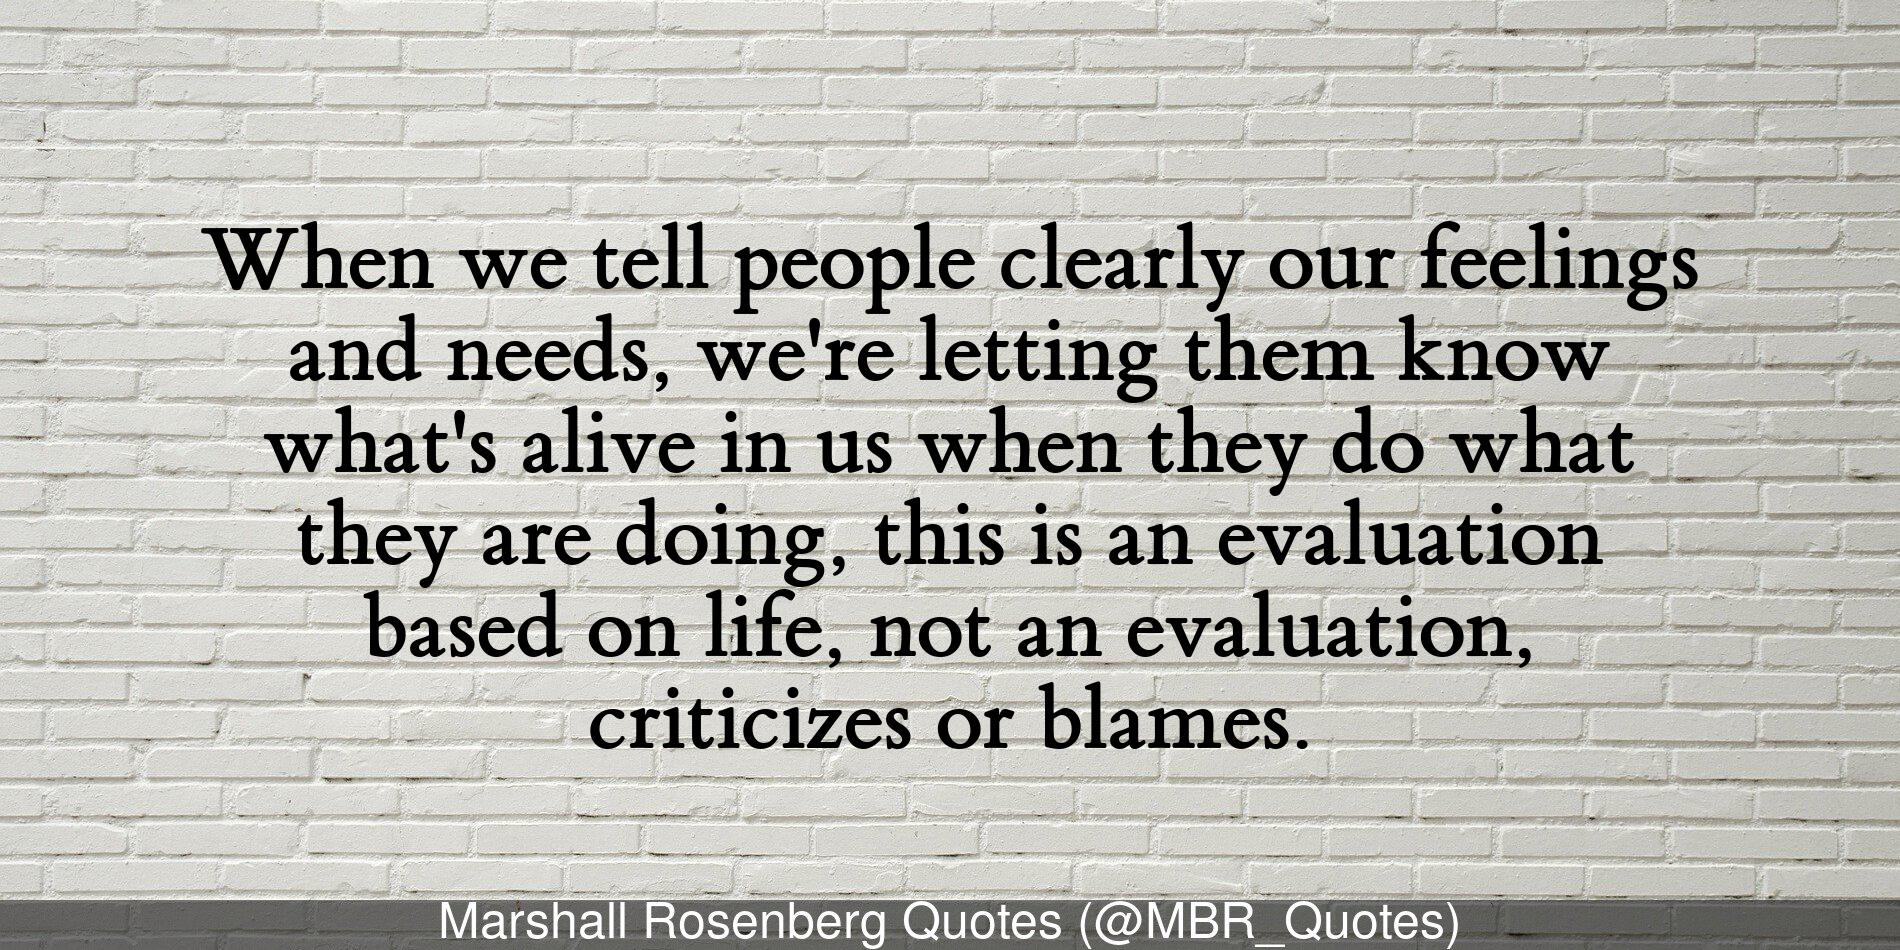 When we tell people clearly our feelings
and needs, we're letting them know
what's alive in us when they do what
they are doing, this is an evaluation
based on life, not an evaluation,
criticizes or blames.
Marshall Rosenberg Quotes (@MBR_Quotes)